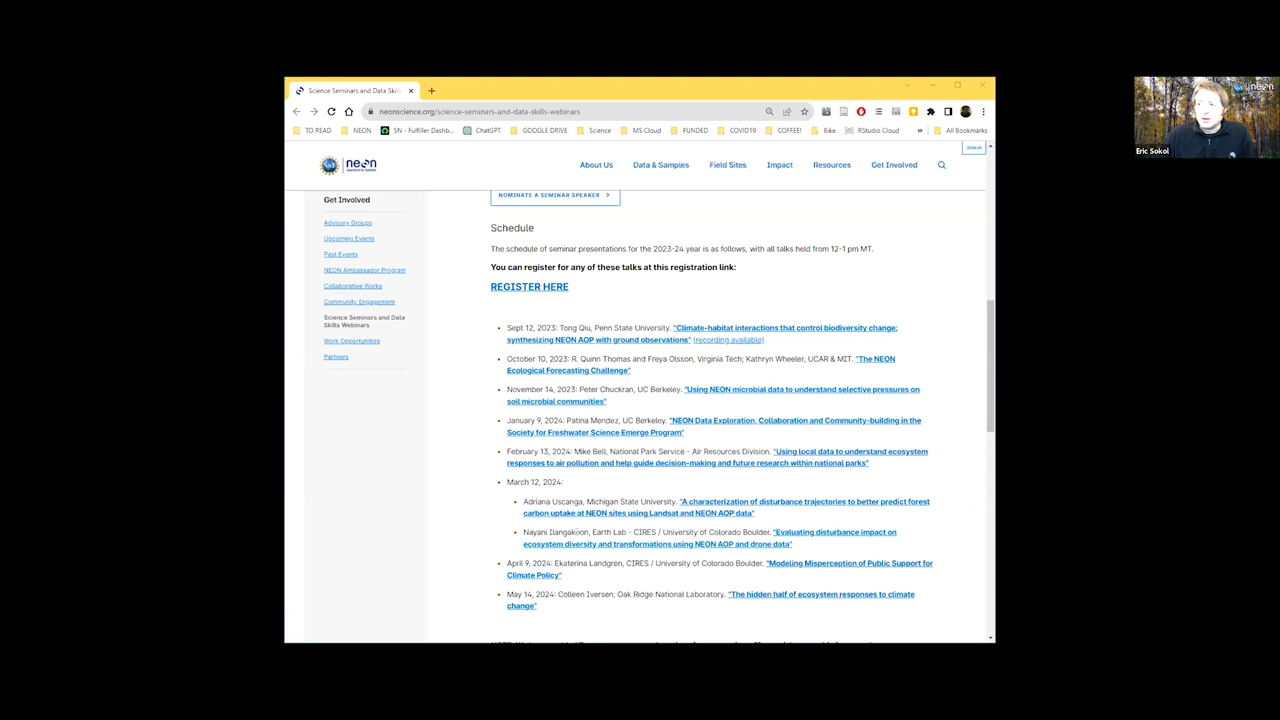 Science Seminars and Data Skills
neonscience.org/science-seminars-and-data-skills-webinars
TO READ NEON SN - Fulfiller Dashb... ChatGPT GOOGLE DRIVE Science MS Cloud FUNDED COVID19 COFFEE! Bike RStudio Cloud » All Bookmarks
neon
About Us Data & Samples Field Sites Impact Resources Get Involved
SIGN IN
Eric Sokol
Get Involved
Advisory Groups
Upcoming Events
Past Events
NEON Ambassador Program
Collaborative Works
Community Engagement
Science Seminars and Data
Skills Webinars
Work Opportunities
Partners
NOMINATE A SEMINAR SPEAKER >
Schedule
The schedule of seminar presentations for the 2023-24 year is as follows, with all talks held from 12-1 pm MT.
You can register for any of these talks at this registration link:
REGISTER HERE
• Sept 12, 2023: Tong Qiu, Penn State University. "Climate-habitat interactions that control biodiversity change:
synthesizing NEON AOP with ground observations" (recording available)
• October 10, 2023: R. Quinn Thomas and Freya Olsson, Virginia Tech; Kathryn Wheeler, UCAR & MIT. "The NEON
Ecological Forecasting Challenge"
• November 14, 2023: Peter Chuckran, UC Berkeley. "Using NEON microbial data to understand selective pressures on
soil microbial communities"
• January 9, 2024: Patina Mendez, UC Berkeley. "NEON Data Exploration, Collaboration and Community-building in the
Society for Freshwater Science Emerge Program"
• February 13, 2024: Mike Bell, National Park Service - Air Resources Division. "Using local data to understand ecosystem
responses to air pollution and help guide decision-making and future research within national parks"
• March 12, 2024:
• Adriana Uscanga, Michigan State University. "A characterization of disturbance trajectories to better predict forest
carbon uptake at NEON sites using Landsat and NEON AOP data"
• Nayani Ilangakoon, Earth Lab - CIRES / University of Colorado Boulder. "Evaluating disturbance impact on
ecosystem diversity and transformations using NEON AOP and drone data"
• April 9, 2024: Ekaterina Landgren, CIRES / University of Colorado Boulder. "Modeling Misperception of Public Support for
Climate Policy"
• May 14, 2024: Colleen Iversen, Oak Ridge National Laboratory. "The hidden half of ecosystem responses to climate
change"